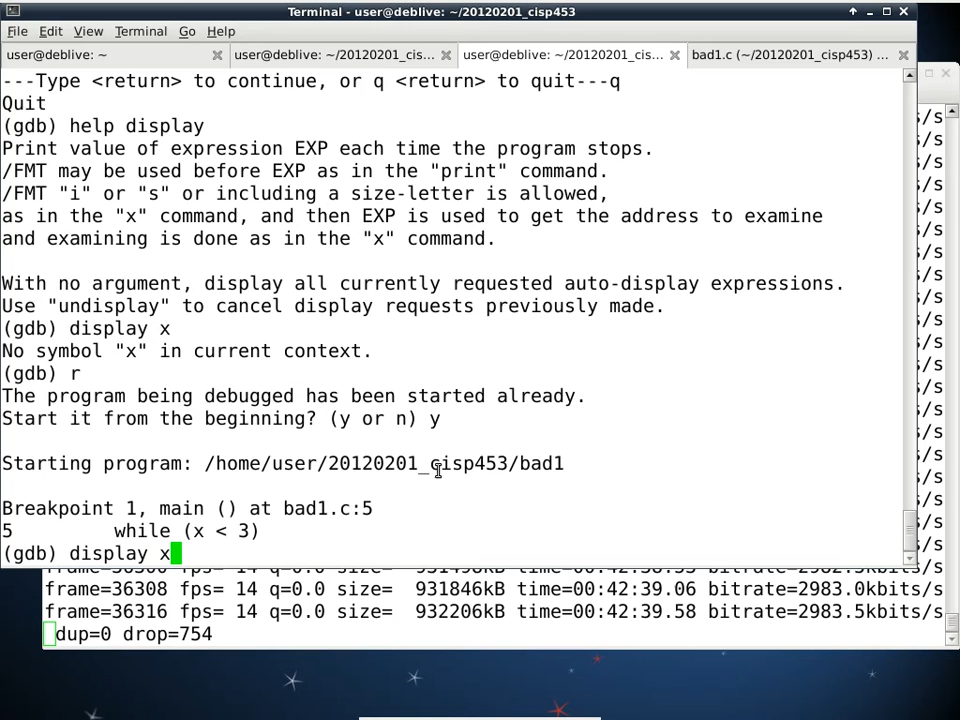 Terminal - user@deblive: ~/20120201_cisp453
File Edit View Terminal Go Help
user@deblive: ~
user@deblive: ~/20120201_cis...
user@deblive: ~/20120201_cis...
bad1.c (~/20120201_cisp453) ...
---Type <return> to continue, or q <return> to quit---q
Quit
(gdb) help display
Print value of expression EXP each time the program stops.
/FMT may be used before EXP as in the "print" command.
/FMT "i" or "s" or including a size-letter is allowed,
as in the "x" command, and then EXP is used to get the address to examine
and examining is done as in the "x" command.
With no argument, display all currently requested auto-display expressions.
Use "undisplay" to cancel display requests previously made.
(gdb) display x
No symbol "x" in current context.
(gdb) r
The program being debugged has been started already.
Start it from the beginning? (y or n) y
Starting program: /home/user/20120201_cisp453/bad1
Breakpoint 1, main () at bad1.c:5
5         while (x < 3)
(gdb) display x
frame=36308 fps= 14 q=0.0 size=  931846kB time=00:42:39.06 bitrate=2983.0kbits/s
frame=36316 fps= 14 q=0.0 size=  932206kB time=00:42:39.58 bitrate=2983.5kbits/s
dup=0 drop=754